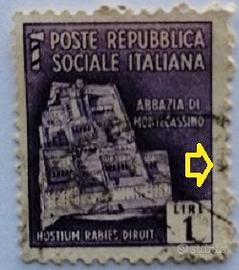 POSTE REPUBBLICA
SOCIALE ITALIANA
ABBAZIA DI
MONTECASSINO
LIRE
1
HOSTIUM RABIES DIRUIT